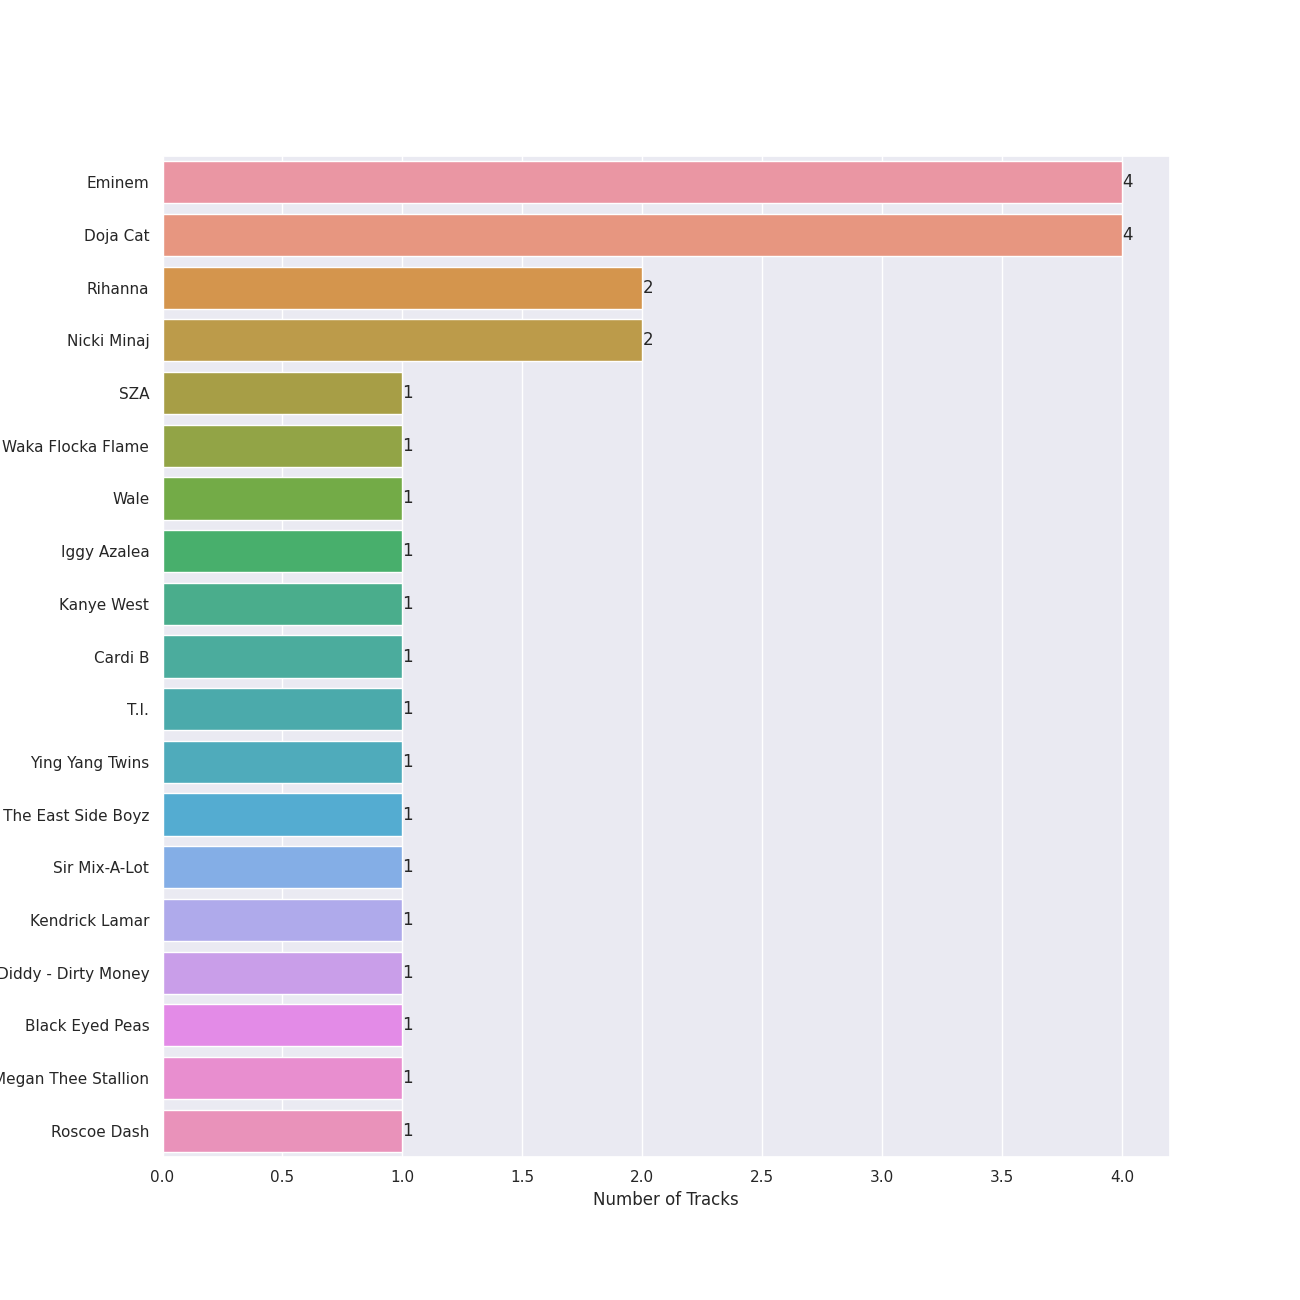 Eminem 4
Doja Cat 4
Rihanna 2
Nicki Minaj 2
SZA 1
Waka Flocka Flame 1
Wale 1
Iggy Azalea 1
Kanye West 1
Cardi B 1
T.I. 1
Ying Yang Twins 1
The East Side Boyz 1
Sir Mix-A-Lot 1
Kendrick Lamar 1
Diddy - Dirty Money 1
Black Eyed Peas 1
Megan Thee Stallion 1
Roscoe Dash 1
0.0 0.5 1.0 1.5 2.0 2.5 3.0 3.5 4.0
Number of Tracks